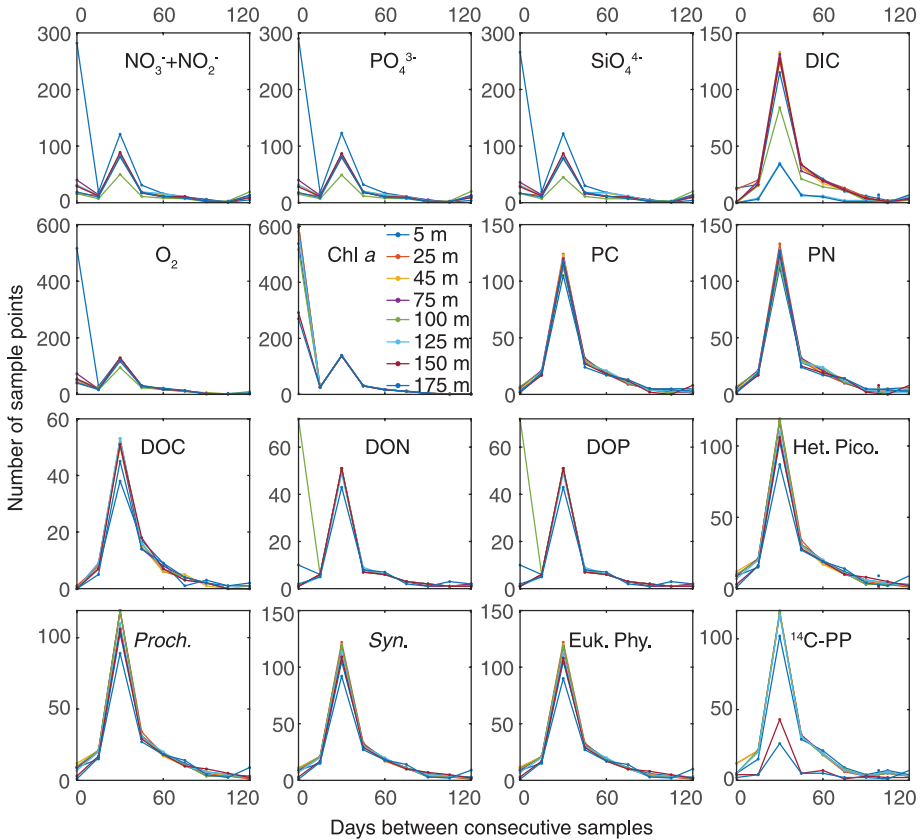 0 60 120 0 60 120 0 60 120 0 60 120
NO₃⁻+NO₂⁻
PO₄³⁻
SiO₄⁴⁻
DIC
300
200
100
0
300
200
100
0
300
200
100
0
150
100
50
0
O₂
Chl a
PC
PN
600
400
200
0
600
400
200
0
5 m
25 m
45 m
75 m
100 m
125 m
150 m
175 m
150
100
50
0
150
100
50
0
DOC
DON
DOP
Het. Pico.
60
40
20
0
60
40
20
0
60
40
20
0
100
50
0
Proch.
Syn.
Euk. Phy.
¹⁴C-PP
100
50
0
150
100
50
0
150
100
50
0
100
50
0
0 60 120 0 60 120 0 60 120 0 60 120
Number of sample points
Days between consecutive samples